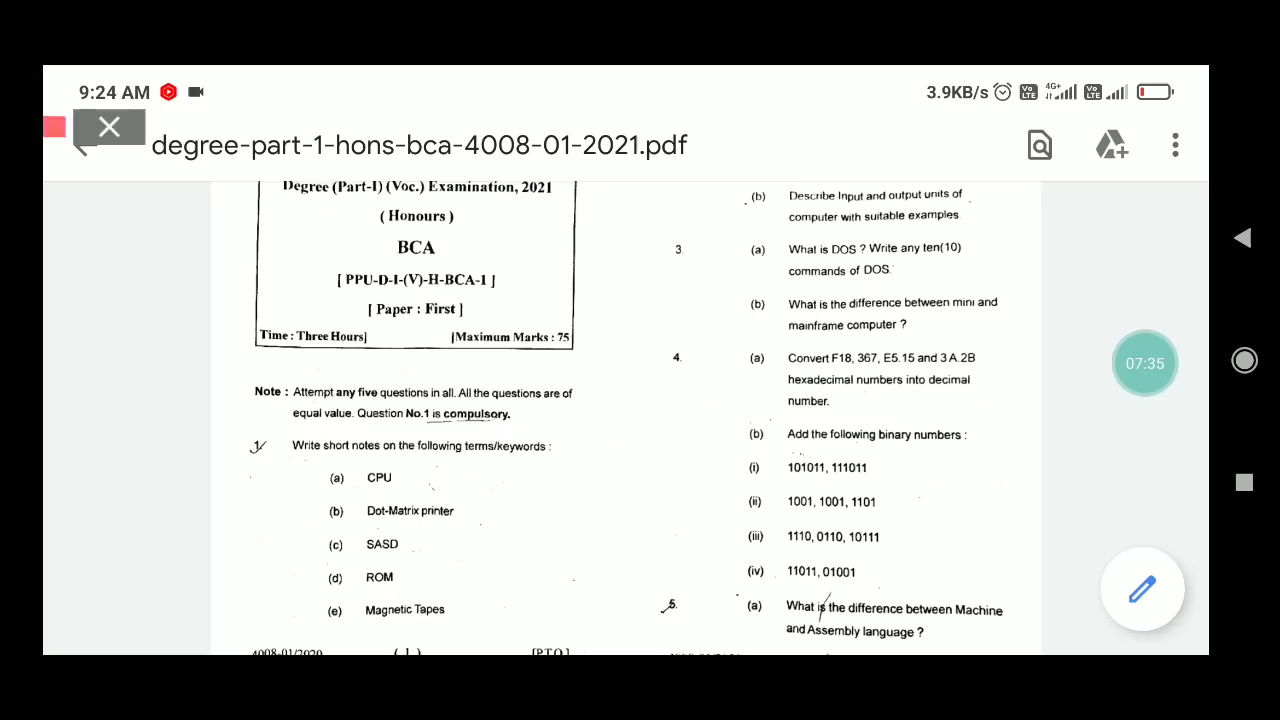 9:24 AM
3.9KB/s
4G+
degree-part-1-hons-bca-4008-01-2021.pdf
Degree (Part-I) (Voc.) Examination, 2021
( Honours )
BCA
[ PPU-D-I-(V)-H-BCA-1 ]
[ Paper : First ]
Time : Three Hours] [Maximum Marks : 75
Note : Attempt any five questions in all. All the questions are of
equal value. Question No.1 is compulsory.
1. Write short notes on the following terms/keywords :
(a) CPU
(b) Dot-Matrix printer
(c) SASD
(d) ROM
(e) Magnetic Tapes
4008-01/2020 ( 1 ) [P.T.O.]
(b) Describe Input and output units of
computer with suitable examples
3. (a) What is DOS ? Write any ten(10)
commands of DOS.
(b) What is the difference between mini and
mainframe computer ?
4. (a) Convert F18, 367, E5.15 and 3 A.2B
hexadecimal numbers into decimal
number.
(b) Add the following binary numbers :
(i) 101011, 111011
(ii) 1001, 1001, 1101
(iii) 1110, 0110, 10111
(iv) 11011, 01001
5. (a) What is the difference between Machine
and Assembly language ?
07:35